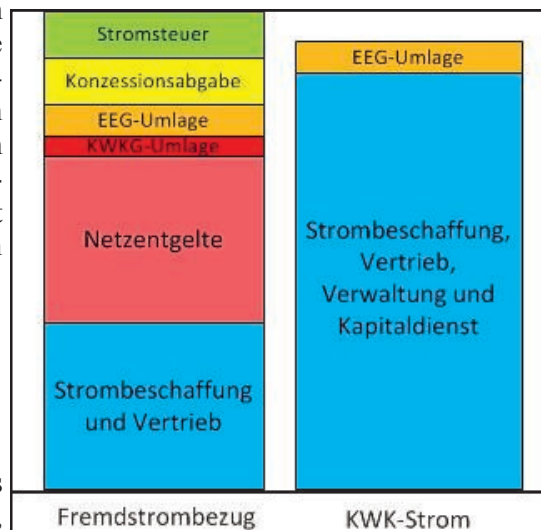 Stromsteuer
Konzessionsabgabe
EEG-Umlage
KWKG-Umlage
Netzentgelte
Strombeschaffung
und Vertrieb
Fremdstrombezug
EEG-Umlage
Strombeschaffung,
Vertrieb,
Verwaltung und
Kapitaldienst
KWK-Strom